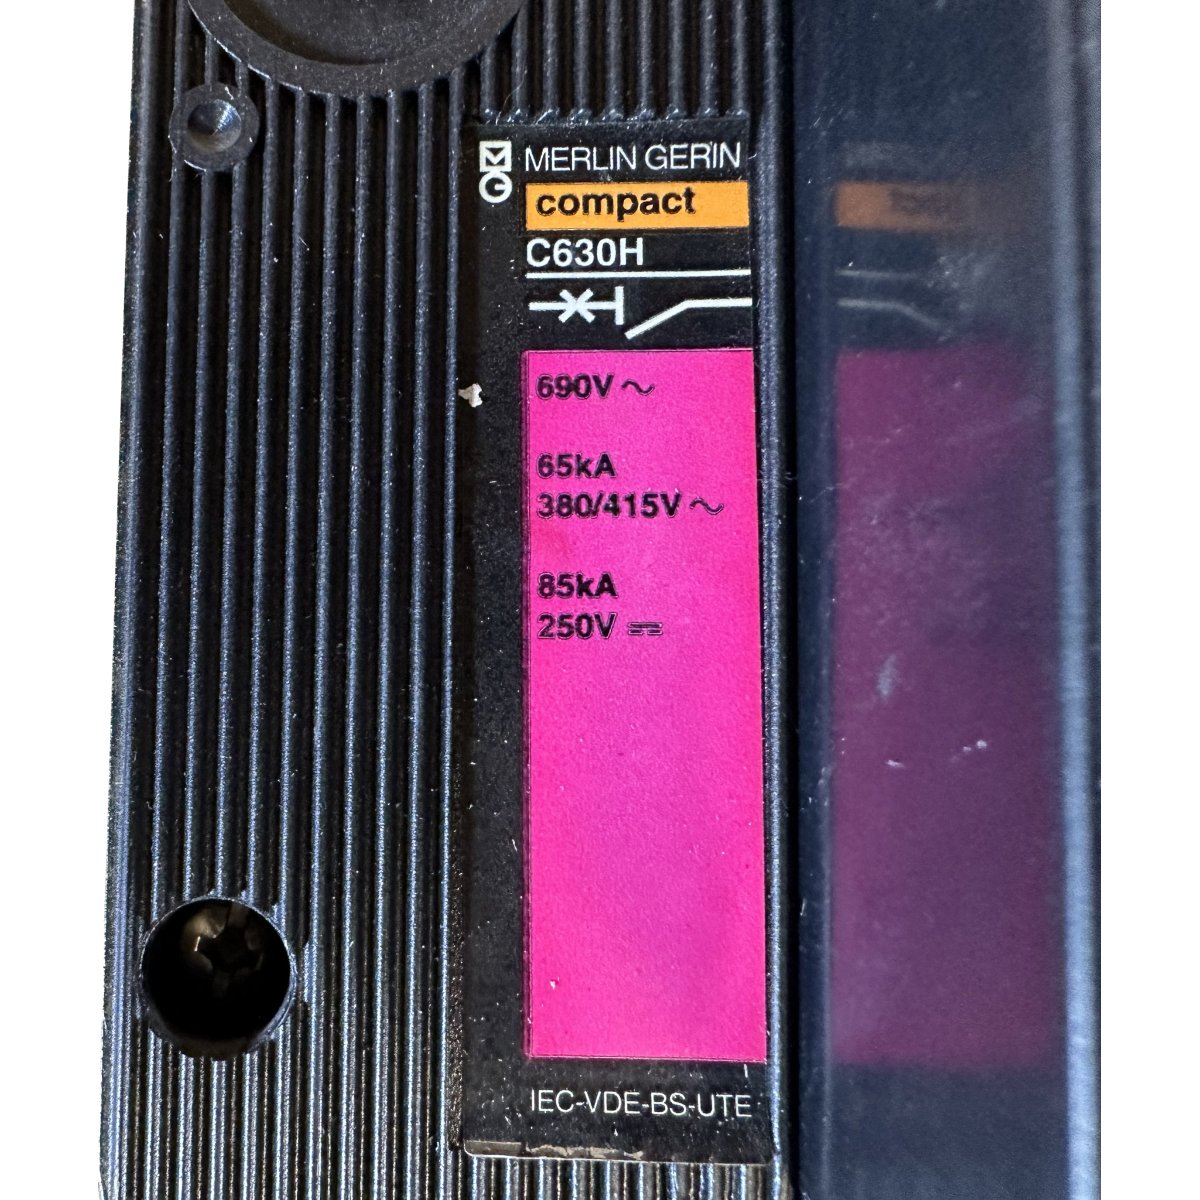 MERLIN GERIN
compact
C630H
690V ~
65kA
380/415V ~
85kA
250V ⎓
IEC-VDE-BS-UTE